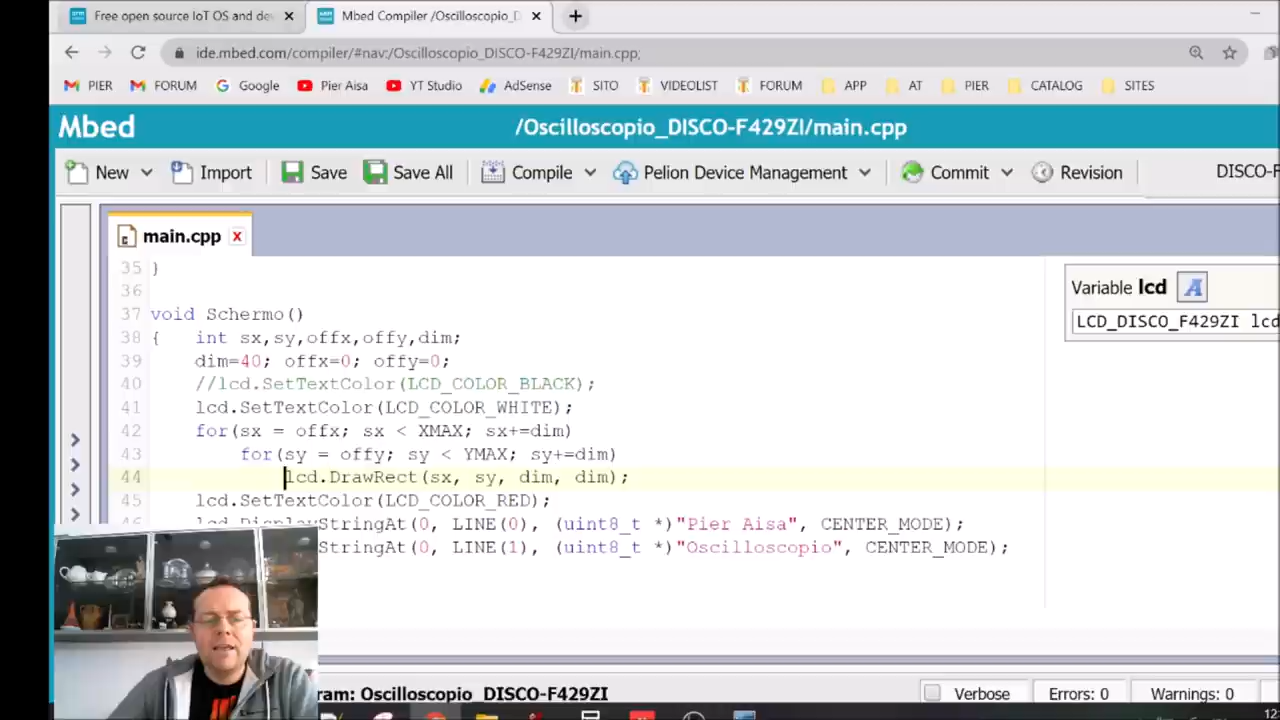 Free open source IoT OS and dev
Mbed Compiler /Oscilloscopio_D
ide.mbed.com/compiler/#nav:/Oscilloscopio_DISCO-F429ZI/main.cpp;
PIER FORUM Google Pier Aisa YT Studio AdSense SITO VIDEOLIST FORUM APP AT PIER CATALOG SITES
Mbed /Oscilloscopio_DISCO-F429ZI/main.cpp
New Import Save Save All Compile Pelion Device Management Commit Revision DISCO-F
main.cpp x
35 }
36
37 void Schermo()
38 { int sx,sy,offx,offy,dim;
39 dim=40; offx=0; offy=0;
40 //lcd.SetTextColor(LCD_COLOR_BLACK);
41 lcd.SetTextColor(LCD_COLOR_WHITE);
42 for(sx = offx; sx < XMAX; sx+=dim)
43 for(sy = offy; sy < YMAX; sy+=dim)
44 lcd.DrawRect(sx, sy, dim, dim);
45 lcd.SetTextColor(LCD_COLOR_RED);
46 lcd.DisplayStringAt(0, LINE(0), (uint8_t *)"Pier Aisa", CENTER_MODE);
StringAt(0, LINE(1), (uint8_t *)"Oscilloscopio", CENTER_MODE);
Variable lcd A
LCD_DISCO_F429ZI lcd
ram: Oscilloscopio_DISCO-F429ZI
Verbose Errors: 0 Warnings: 0